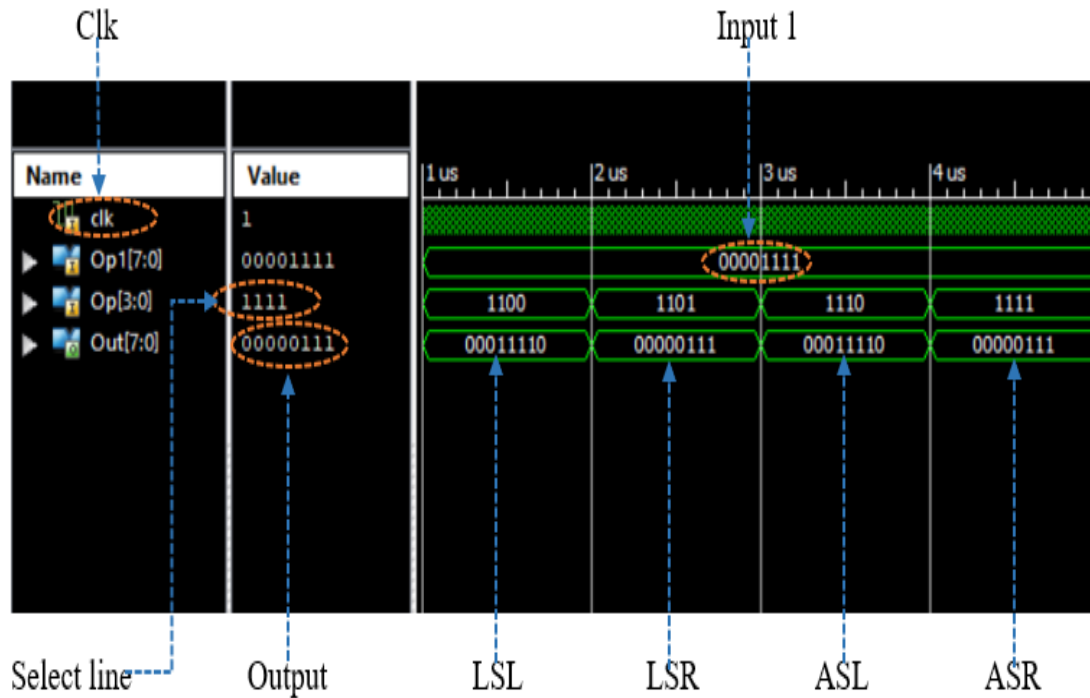 Clk Input 1
Name Value 1 us 2 us 3 us 4 us
clk 1
Op1[7:0] 00001111 00001111
Op[3:0] 1111 1100 1101 1110 1111
Out[7:0] 00000111 00011110 00000111 00011110 00000111
Select line Output LSL LSR ASL ASR